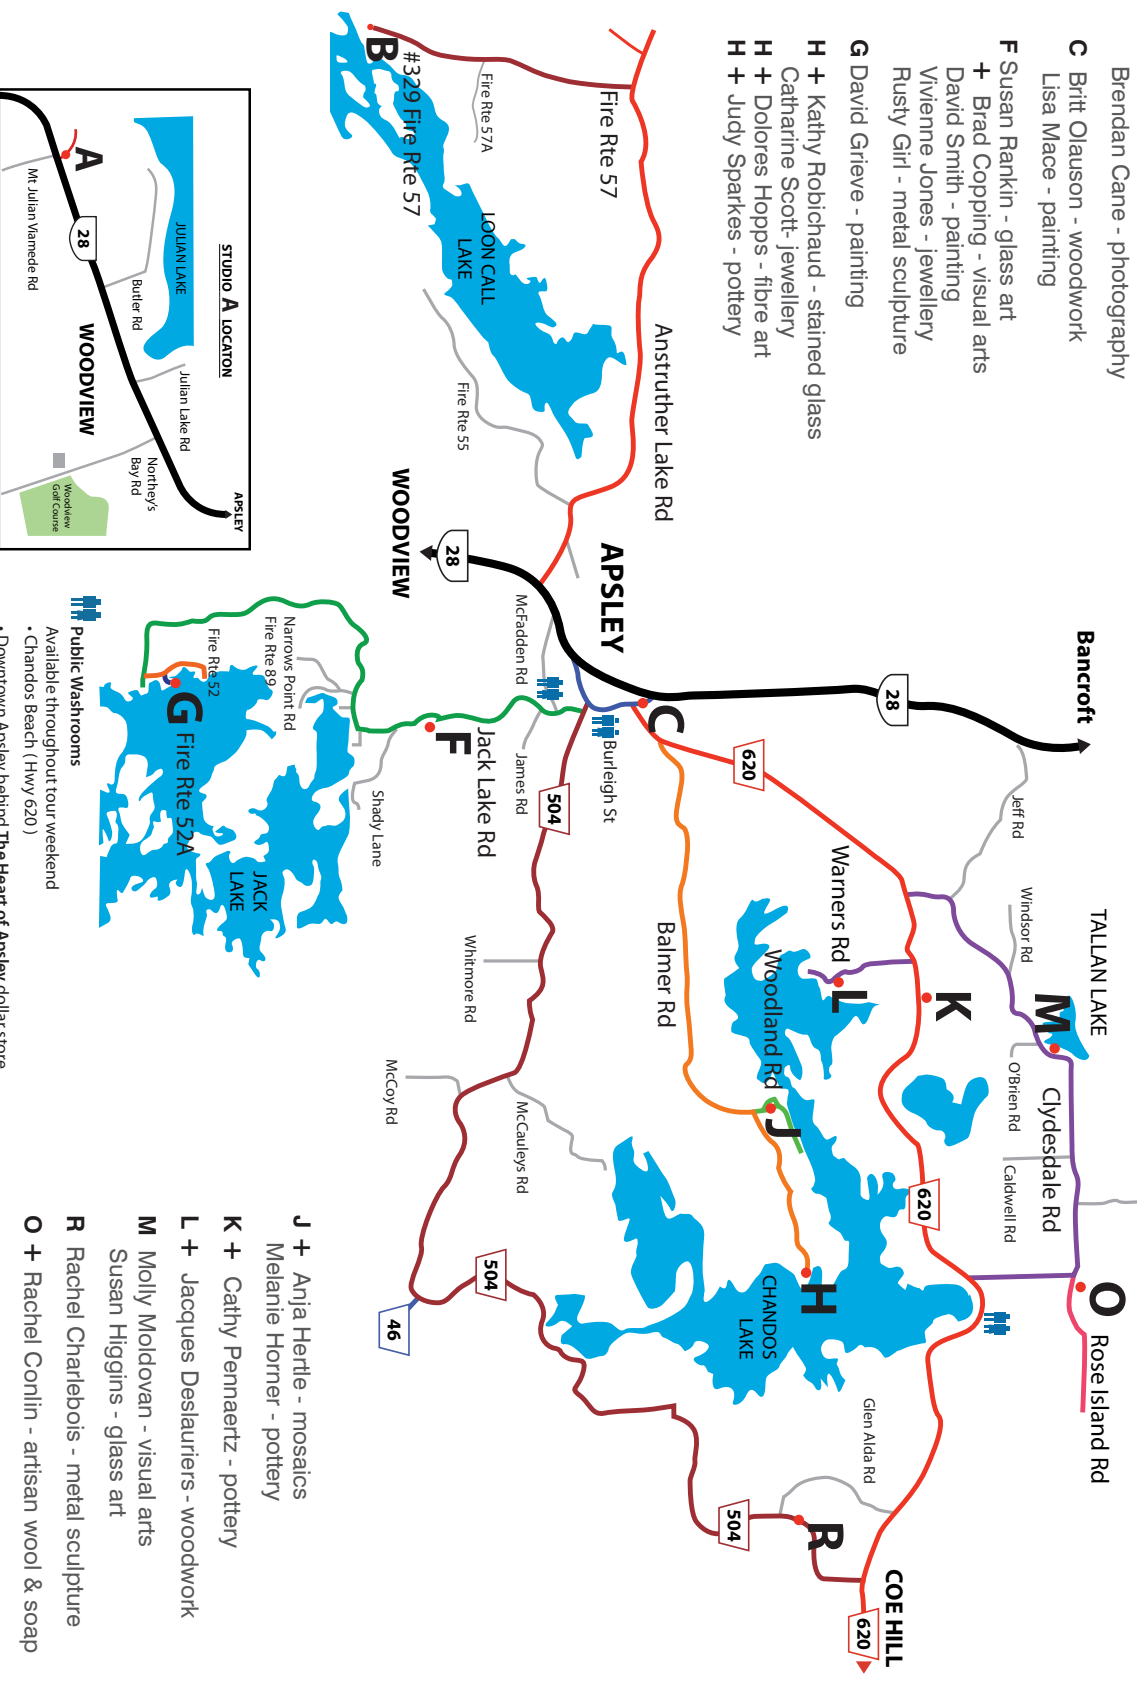 Brendan Cane - photography
C Britt Olauson - woodwork
Lisa Mace - painting
F Susan Rankin - glass art
+ Brad Copping - visual arts
David Smith - painting
Vivienne Jones - jewellery
Rusty Girl - metal sculpture
G David Grieve - painting
H + Kathy Robichaud - stained glass
Catharine Scott- jewellery
H + Dolores Hopps - fibre art
H + Judy Sparkes - pottery
Bancroft
28
Jeff Rd
Windsor Rd
TALLAN LAKE
M
O'Brien Rd
Clydesdale Rd
Caldwell Rd
O
Rose Island Rd
620
Warners Rd
L
K
620
Woodland Rd
J
Balmer Rd
H
CHANDOS
LAKE
Glen Alda Rd
R
504
COE HILL
620
Anstruther Lake Rd
Fire Rte 57
Fire Rte 57A
B
#329 Fire Rte 57
LOON CALL
LAKE
Fire Rte 55
APSLEY
C
WOODVIEW
28
McFadden Rd
Burleigh St
James Rd
504
Jack Lake Rd
F
Whitmore Rd
McCoy Rd
McCauleys Rd
504
46
Shady Lane
Narrows Point Rd
Fire Rte 89
Fire Rte 52
G
Fire Rte 52A
JACK
LAKE
STUDIO A LOCATON
APSLEY
JULIAN LAKE
Julian Lake Rd
Butler Rd
Northey's
Bay Rd
A
28
WOODVIEW
Mt Julian Viamede Rd
Woodview
Golf Course
Public Washrooms
Available throughout tour weekend
• Chandos Beach ( Hwy 620 )
• Downtown Apsley behind The Heart of Apsley dollar store
J + Anja Hertle - mosaics
Melanie Horner - pottery
K + Cathy Pennaertz - pottery
L + Jacques Deslauriers - woodwork
M Molly Moldovan - visual arts
Susan Higgins - glass art
R Rachel Charlebois - metal sculpture
O + Rachel Conlin - artisan wool & soap